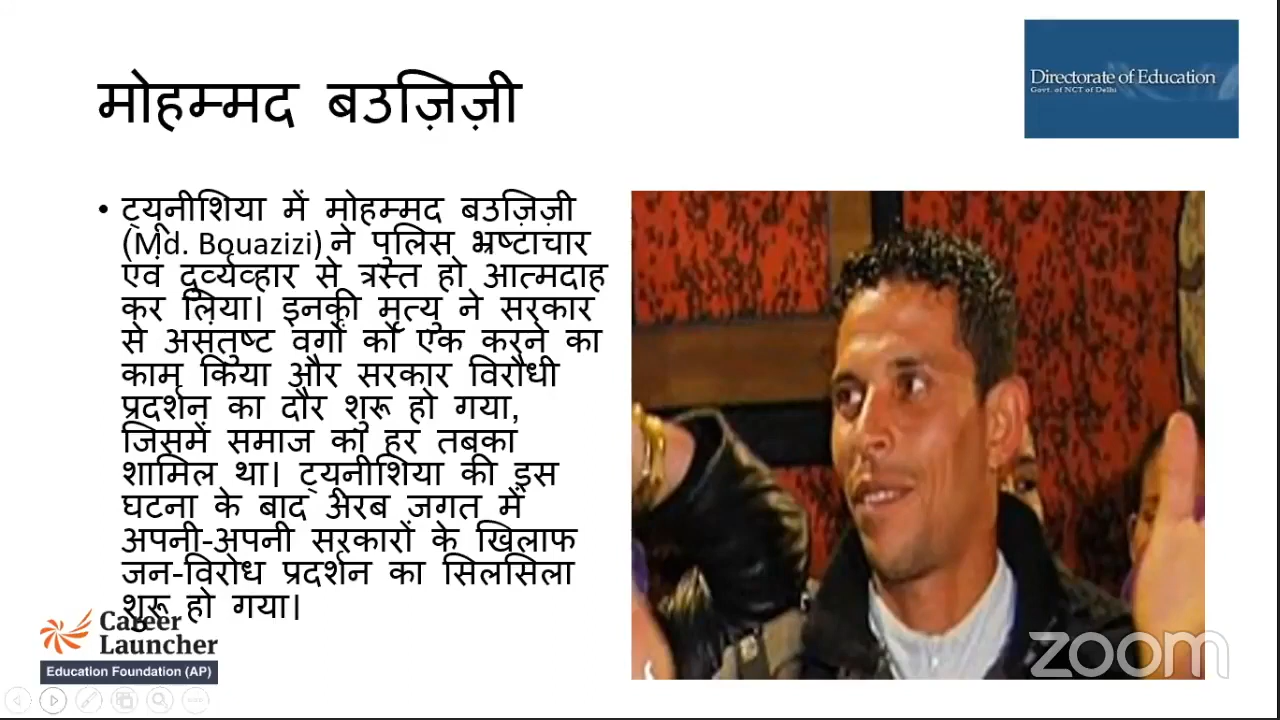 मोहम्मद बउज़िज़ी
Directorate of Education
Govt. of NCT of Delhi
• ट्यूनीशिया में मोहम्मद बउज़िज़ी
(Md. Bouazizi) ने पुलिस भ्रष्टाचार
एवं दुर्व्यव्हार से त्रस्त हो आत्मदाह
कर लिया। इनकी मृत्यु ने सरकार
से असंतुष्ट वर्गों को एक करने का
काम किया और सरकार विरोधी
प्रदर्शन का दौर शुरू हो गया,
जिसमें समाज का हर तबका
शामिल था। ट्यूनीशिया की इस
घटना के बाद अरब जगत में
अपनी-अपनी सरकारों के खिलाफ
जन-विरोध प्रदर्शन का सिलसिला
शुरू हो गया।
Career
Launcher
Education Foundation (AP)
zoom